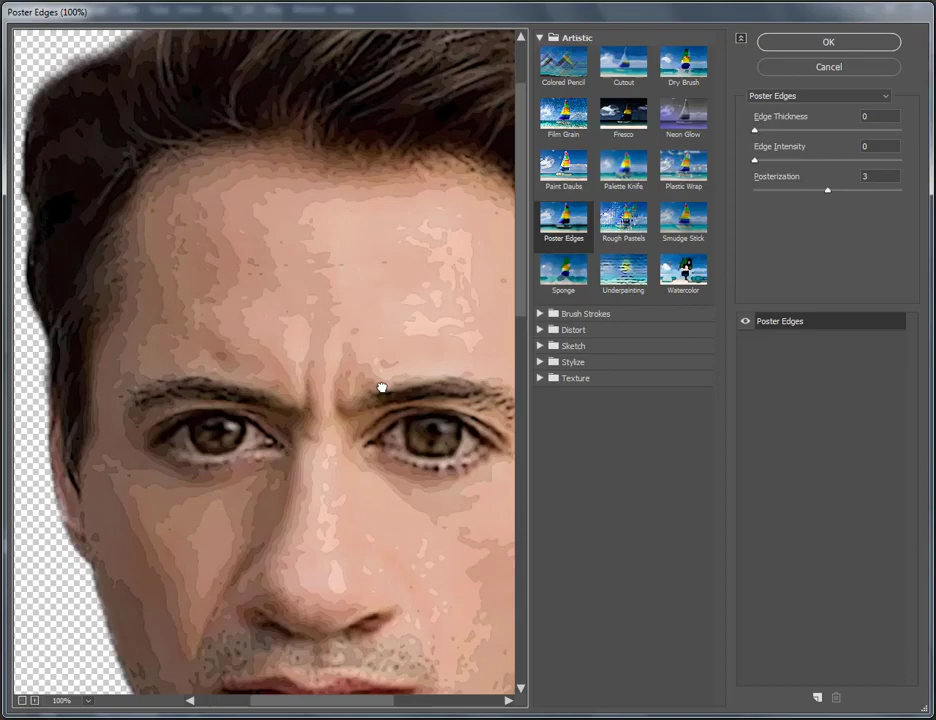 Poster Edges (100%)
Artistic
Colored Pencil
Cutout
Dry Brush
Film Grain
Fresco
Neon Glow
Paint Daubs
Palette Knife
Plastic Wrap
Poster Edges
Rough Pastels
Smudge Stick
Sponge
Underpainting
Watercolor
Brush Strokes
Distort
Sketch
Stylize
Texture
OK
Cancel
Poster Edges
Edge Thickness 0
Edge Intensity 0
Posterization 3
Poster Edges
100%